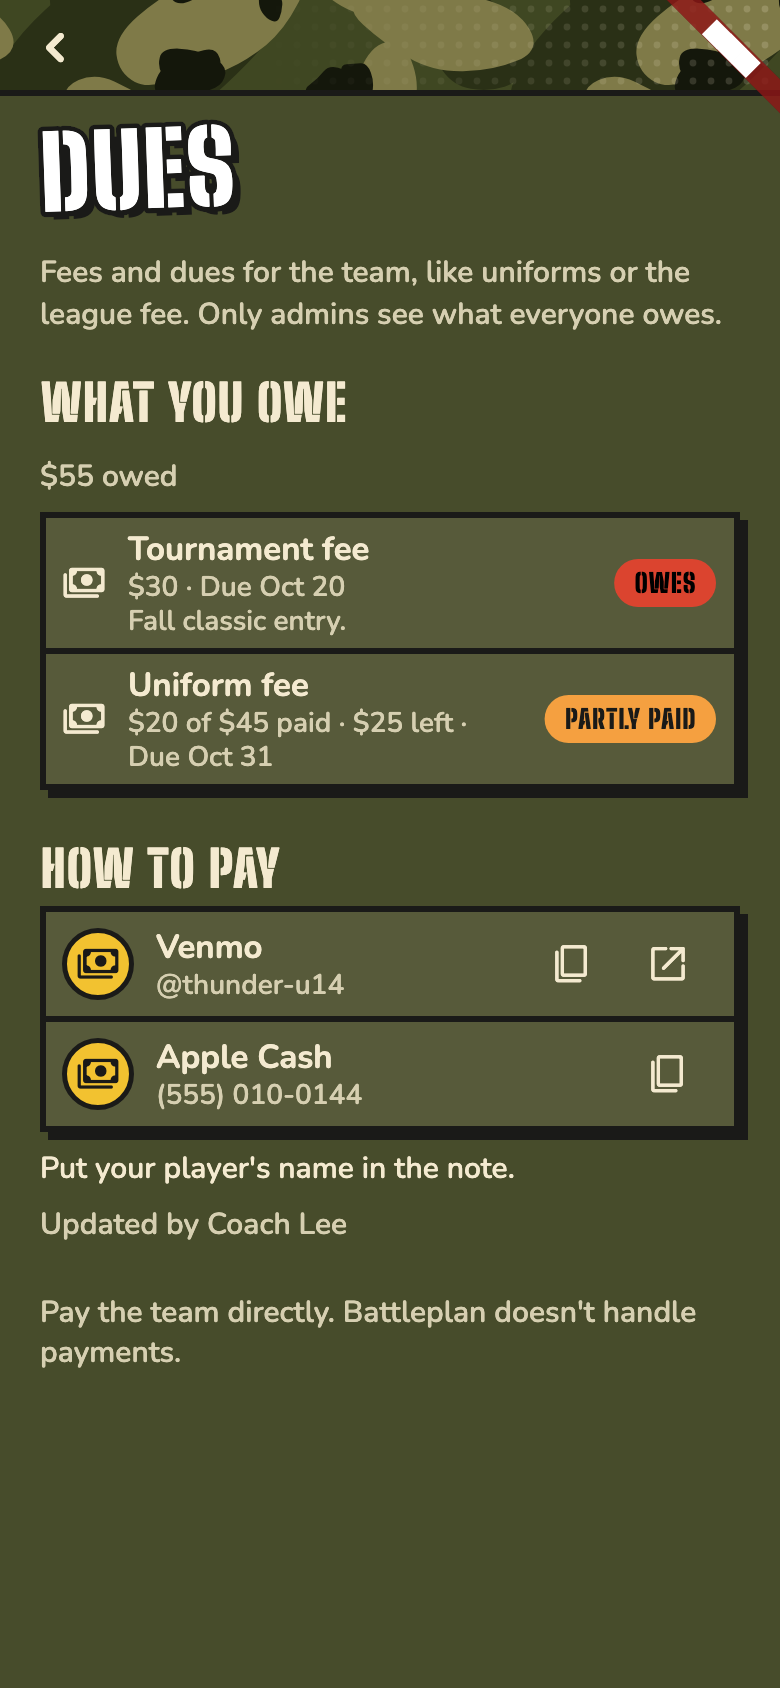 DUES
Fees and dues for the team, like uniforms or the
league fee. Only admins see what everyone owes.
WHAT YOU OWE
$55 owed
Tournament fee
$30 · Due Oct 20
Fall classic entry.
OWES
Uniform fee
$20 of $45 paid · $25 left ·
Due Oct 31
PARTLY PAID
HOW TO PAY
Venmo
@thunder-u14
Apple Cash
(555) 010-0144
Put your player's name in the note.
Updated by Coach Lee
Pay the team directly. Battleplan doesn't handle
payments.